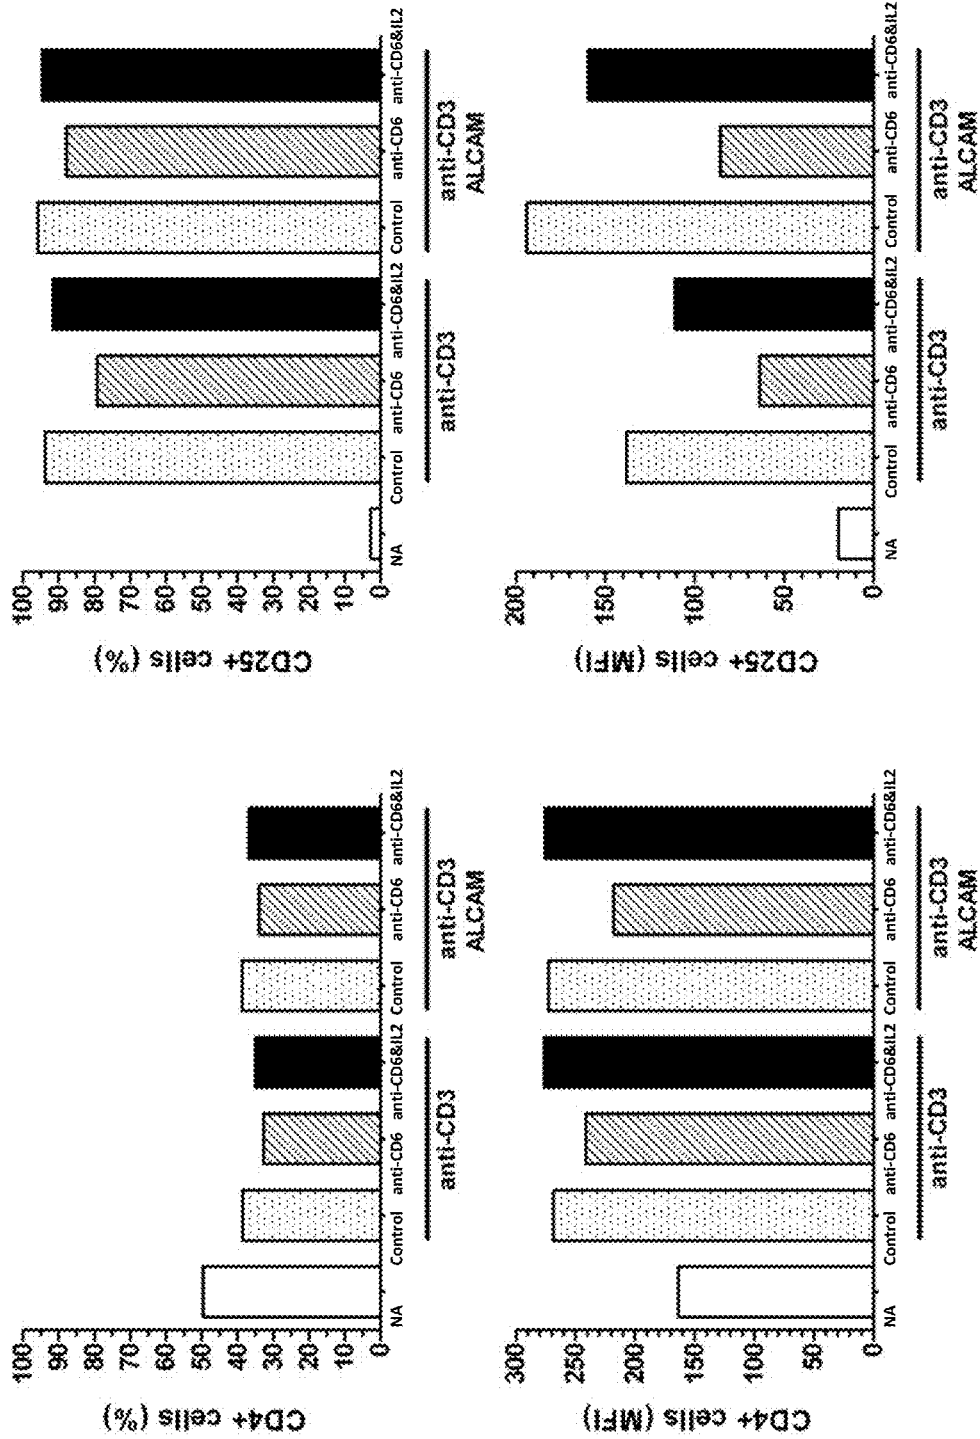 CD4+ cells (%)
100
90
80
70
60
50
40
30
20
10
0
NA Control anti-CD6 anti-CD6&IL2 Control anti-CD6 anti-CD6&IL2
anti-CD3
anti-CD3
ALCAM
CD25+ cells (%)
100
90
80
70
60
50
40
30
20
10
0
NA Control anti-CD6 anti-CD6&IL2 Control anti-CD6 anti-CD6&IL2
anti-CD3
anti-CD3
ALCAM
CD4+ cells (MFI)
300
250
200
150
100
50
0
NA Control anti-CD6 anti-CD6&IL2 Control anti-CD6 anti-CD6&IL2
anti-CD3
anti-CD3
ALCAM
CD25+ cells (MFI)
200
150
100
50
0
NA Control anti-CD6 anti-CD6&IL2 Control anti-CD6 anti-CD6&IL2
anti-CD3
anti-CD3
ALCAM